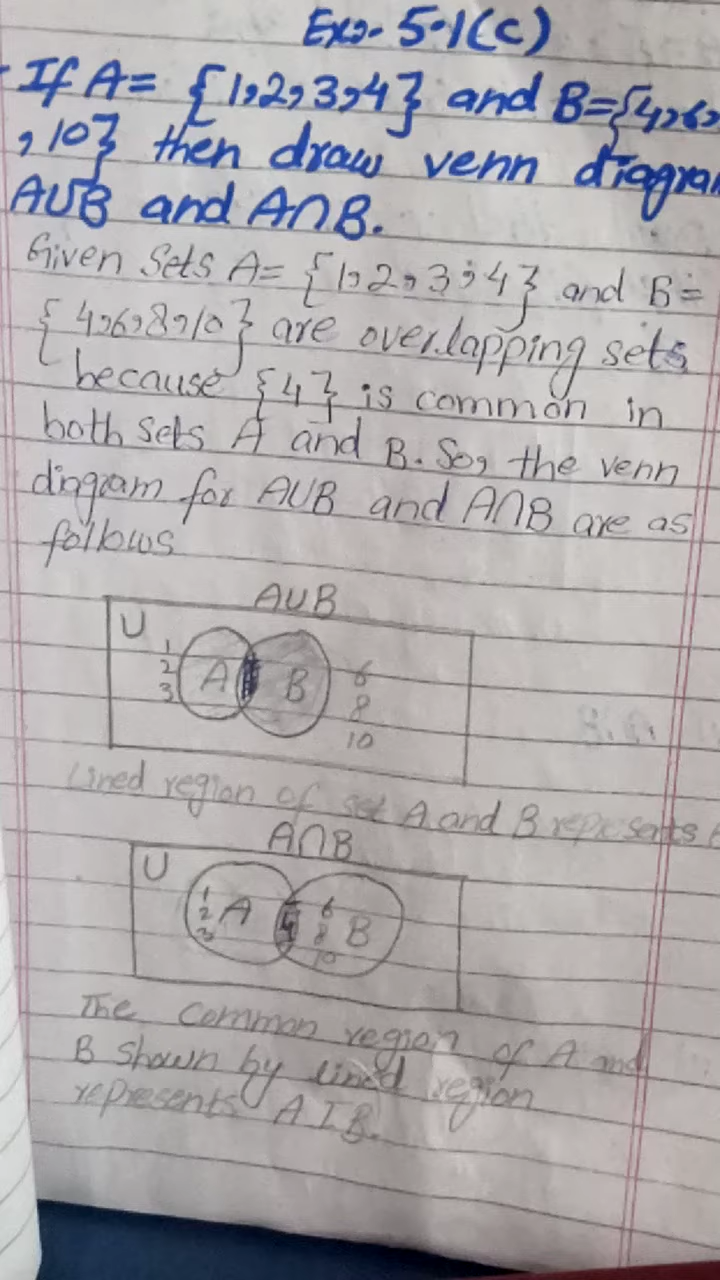 Exe. 5.1(C)
If A= {1,2,3,4} and B={4,6,
,10} then draw venn diagra
AUB and A∩B.
Given Sets A= {1,2,3,4} and B=
{4,6,8,10} are overlapping sets
because {4} is common in
both sets A and B. So, the venn
diagram for AUB and A∩B are as
follows
AUB
U
1
2 A B 6
3 8
10
Lined region of set A and B represents
A∩B
U
1 6
2 A 4 8 B
3 10
The common region of A and
B shown by lined region
represents A I B.